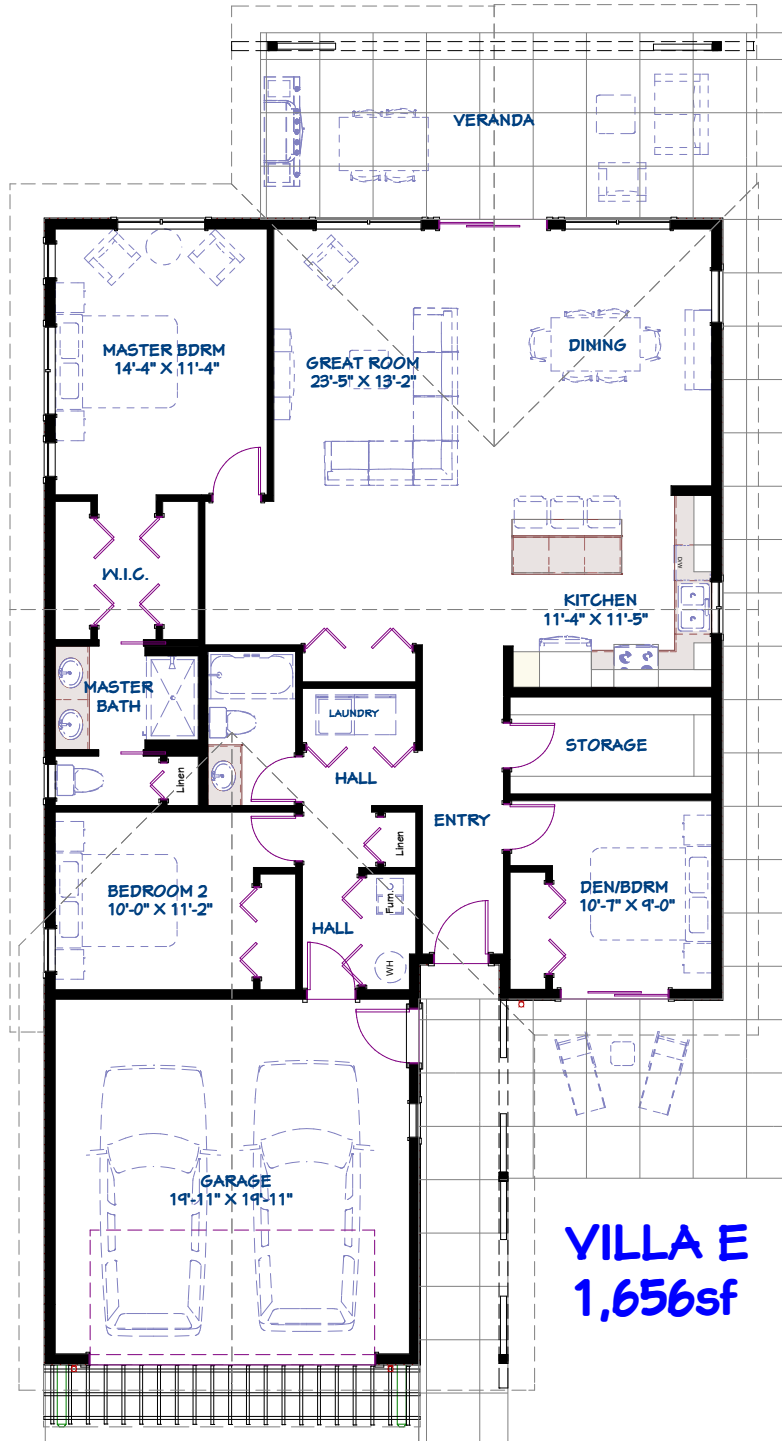 VERANDA
MASTER BDRM
14'-4" X 11'-4"
GREAT ROOM
23'-5" X 13'-2"
DINING
W.I.C.
D/W
KITCHEN
11'-4" X 11'-5"
MASTER
BATH
LAUNDRY
STORAGE
Linen
HALL
ENTRY
Linen
BEDROOM 2
10'-0" X 11'-2"
DEN/BDRM
10'-7" X 9'-0"
Furn.
HALL
WH
GARAGE
19'-11" X 19'-11"
VILLA E
1,656sf